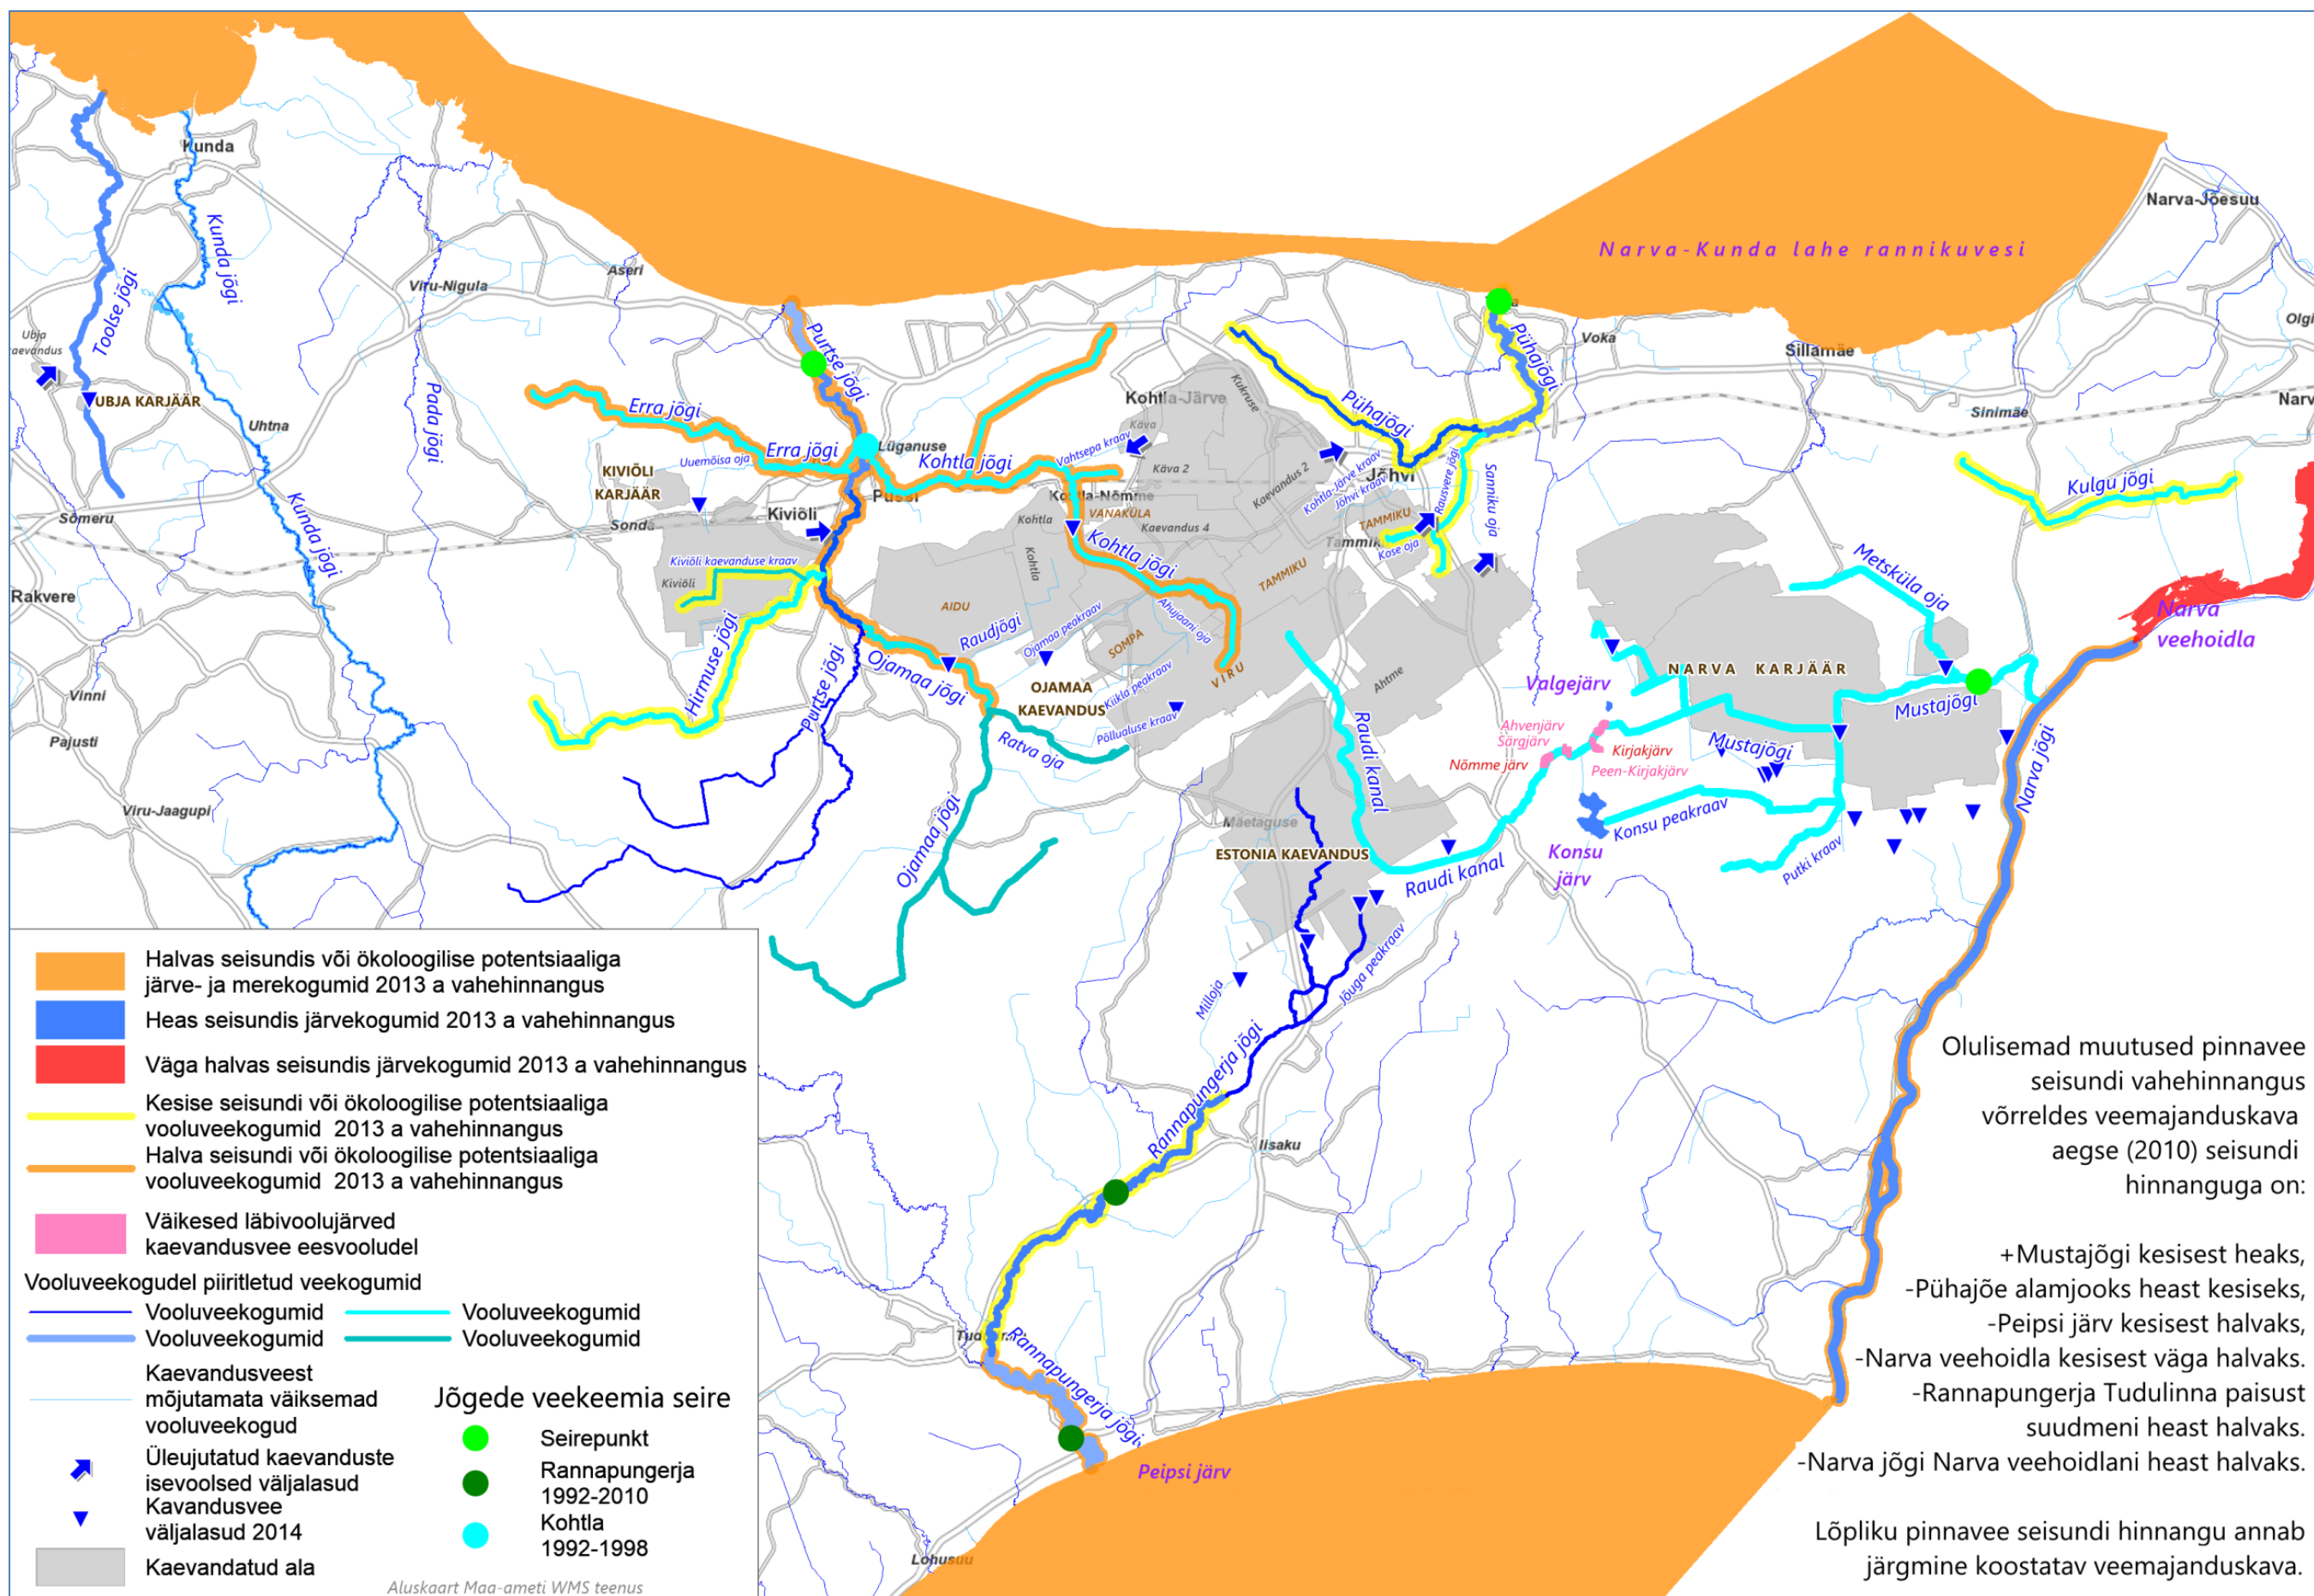 Kunda
Kunda jõgi
Toolse jõgi
Ubja
UBJA KARJÄÄR
Uhtna
Sõmeru
Rakvere
Vinni
Pajusti
Viru-Jaagupi
Kunda jõgi
Pada jõgi
Viru-Nigula
Aseri
Purtse jõgi
Erra jõgi
Erra jõgi
Uuemõisa oja
KIVIÕLI
KARJÄÄR
Sonda
Kiviõli
Kiviõli kaevanduse kraav
Kiviõli
Hirmuse jõgi
Purtse jõgi
Lüganuse
Püssi
Kohtla jõgi
Vahtsepa kraav
Kohtla-Järve
Käva
Käva 2
Kukruse
Kohtla-Nõmme
VANAKÜLA
Kaevandus 4
Kaevandus 2
Kohtla
Kohtla
Kohtla jõgi
AIDU
Raudjõgi
Ojamaa peakraav
Ahujaani oja
SOMPA
VIRU
TAMMIKU
OJAMAA
KAEVANDUS
Kiikla peakraav
Põllualuse kraav
Ojamaa jõgi
Ratva oja
Ojamaa jõgi
Pühajõgi
Pühajõgi
Jõhvi
Kohtla-Järve kraav
Jõhvi kraav
Rausvere jõgi
Sanniku oja
TAMMIKU
Kose oja
Voka
Sillamäe
Sinimäe
Narva-Jõesuu
Narva-Kunda lahe rannikuvesi
Kulgu jõgi
Metsküla oja
Narva
veehoidla
NARVA KARJÄÄR
Mustajõgi
Mustajõgi
Valgejärv
Ahvenjärv
Särgjärv
Kirjakjärv
Nõmme järv
Peen-Kirjakjärv
Konsu peakraav
Konsu
järv
Putki kraav
Narva jõgi
Ahtme
Raudi kanal
Raudi kanal
Mäetaguse
ESTONIA KAEVANDUS
Jõuga peakraav
Milloja
Rannapungerja jõgi
Iisaku
Rannapungerja jõgi
Peipsi järv
Lohusuu
Halvas seisundis või ökoloogilise potentsiaaliga
järve- ja merekogumid 2013 a vahehinnangus
Heas seisundis järvekogumid 2013 a vahehinnangus
Väga halvas seisundis järvekogumid 2013 a vahehinnangus
Kesise seisundi või ökoloogilise potentsiaaliga
vooluveekogumid 2013 a vahehinnangus
Halva seisundi või ökoloogilise potentsiaaliga
vooluveekogumid 2013 a vahehinnangus
Väikesed läbivoolujärved
kaevandusvee eesvooludel
Vooluveekogudel piiritletud veekogumid
Vooluveekogumid
Vooluveekogumid
Vooluveekogumid
Vooluveekogumid
Kaevandusveest
mõjutamata väiksemad
vooluveekogud
Üleujutatud kaevanduste
isevoolsed väljalasud
Kavandusvee
väljalasud 2014
Kaevandatud ala
Jõgede veekeemia seire
Seirepunkt
Rannapungerja
1992-2010
Kohtla
1992-1998
Aluskaart Maa-ameti WMS teenus
Olulisemad muutused pinnavee
seisundi vahehinnangus
võrreldes veemajanduskava
aegse (2010) seisundi
hinnanguga on:
+Mustajõgi kesisest heaks,
-Pühajõe alamjooks heast kesiseks,
-Peipsi järv kesisest halvaks,
-Narva veehoidla kesisest väga halvaks.
-Rannapungerja Tudulinna paisust
suudmeni heast halvaks.
-Narva jõgi Narva veehoidlani heast halvaks.
Lõpliku pinnavee seisundi hinnangu annab
järgmine koostatav veemajanduskava.